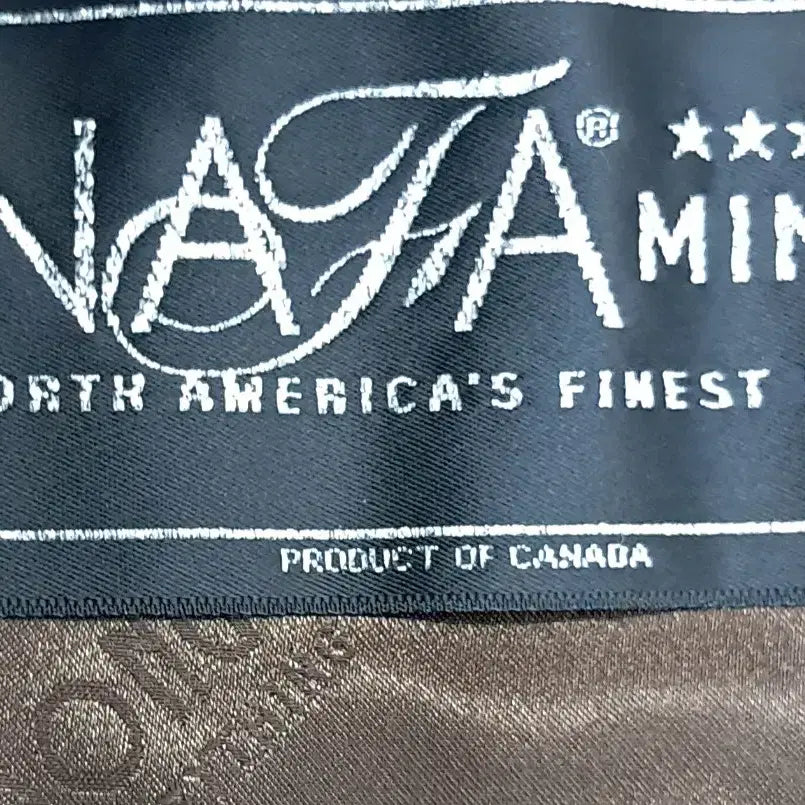 NAFA® ★★★
MIN
ORTH AMERICA'S FINEST
PRODUCT OF CANADA